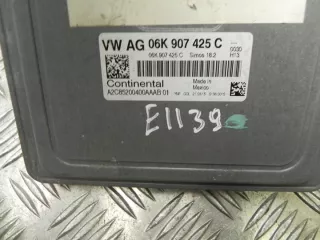 VW AG 06K 907 425 C
06K 907 425 C Simos 18.2
H13
Continental
Made in
Mexico
A2C85200400AAAB 01
E1139